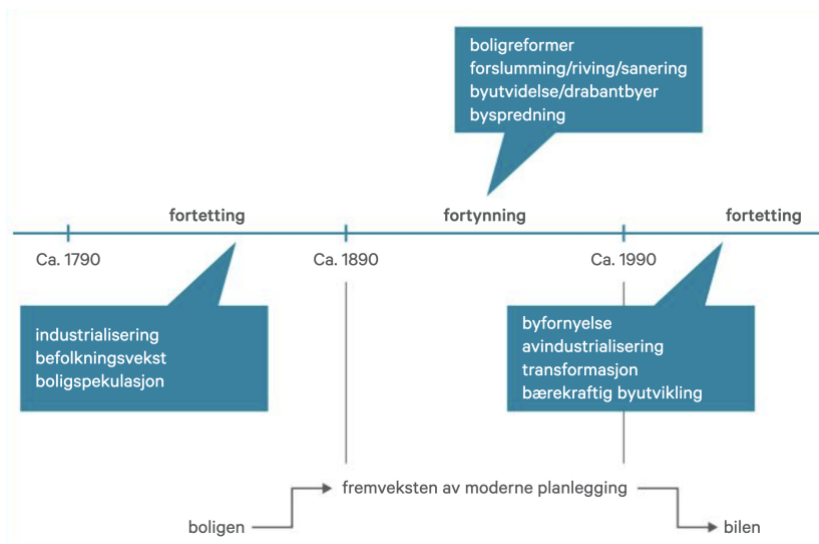 boligreformer
forslumming/riving/sanering
byutvidelse/drabantbyer
byspredning
fortetting
fortynning
fortetting
Ca. 1790
Ca. 1890
Ca. 1990
industrialisering
befolkningsvekst
boligspekulasjon
byfornyelse
avindustrialisering
transformasjon
bærekraftig byutvikling
fremveksten av moderne planlegging
boligen
bilen